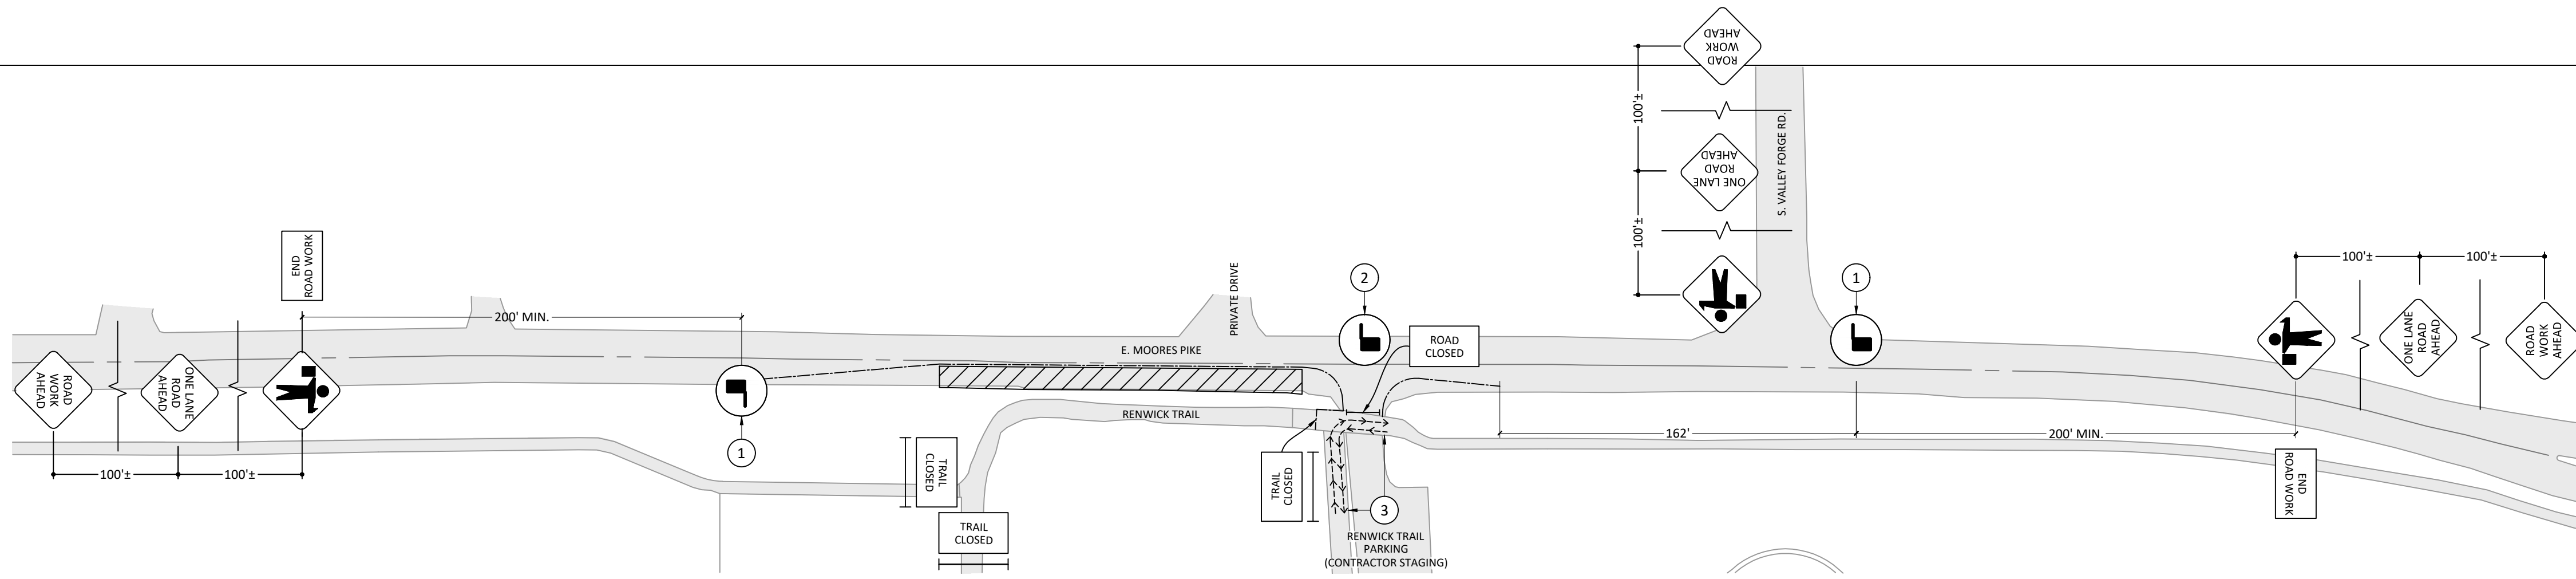 ROAD
WORK
AHEAD
100'±
ONE LANE
ROAD
AHEAD
100'±
S. VALLEY FORGE RD.
END
ROAD WORK
200' MIN.
PRIVATE DRIVE
2
1
ROAD
CLOSED
100'±
100'±
E. MOORES PIKE
ROAD
WORK
AHEAD
ONE LANE
ROAD
AHEAD
ONE LANE
ROAD
AHEAD
ROAD
WORK
AHEAD
RENWICK TRAIL
162'
200' MIN.
1
100'±
100'±
TRAIL
CLOSED
TRAIL
CLOSED
END
ROAD WORK
3
TRAIL
CLOSED
RENWICK TRAIL
PARKING
(CONTRACTOR STAGING)